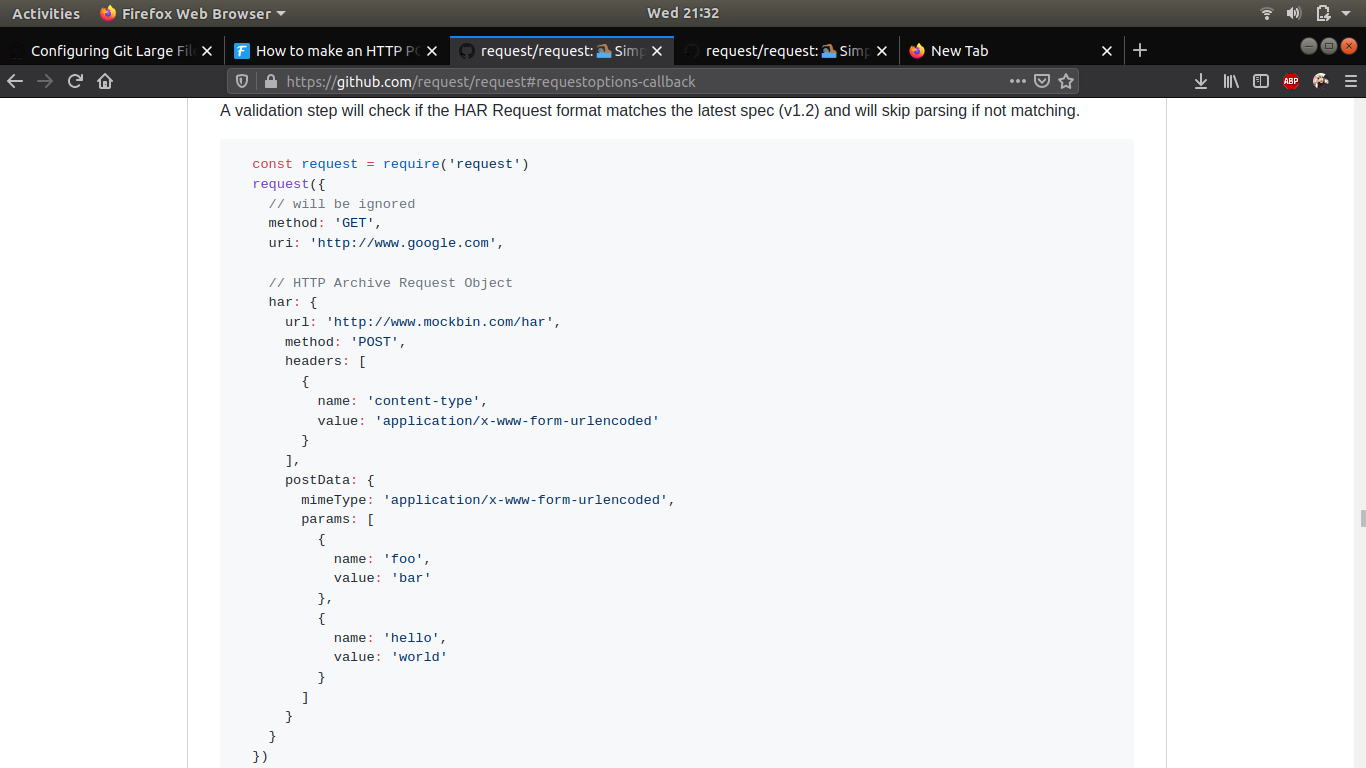 Activities Firefox Web Browser Wed 21:32
Configuring Git Large Fil How to make an HTTP PO request/request: Simp request/request: Simp New Tab
https://github.com/request/request#requestoptions-callback ABP
A validation step will check if the HAR Request format matches the latest spec (v1.2) and will skip parsing if not matching.
const request = require('request')
request({
// will be ignored
method: 'GET',
uri: 'http://www.google.com',
// HTTP Archive Request Object
har: {
url: 'http://www.mockbin.com/har',
method: 'POST',
headers: [
{
name: 'content-type',
value: 'application/x-www-form-urlencoded'
}
],
postData: {
mimeType: 'application/x-www-form-urlencoded',
params: [
{
name: 'foo',
value: 'bar'
},
{
name: 'hello',
value: 'world'
}
]
}
}
})